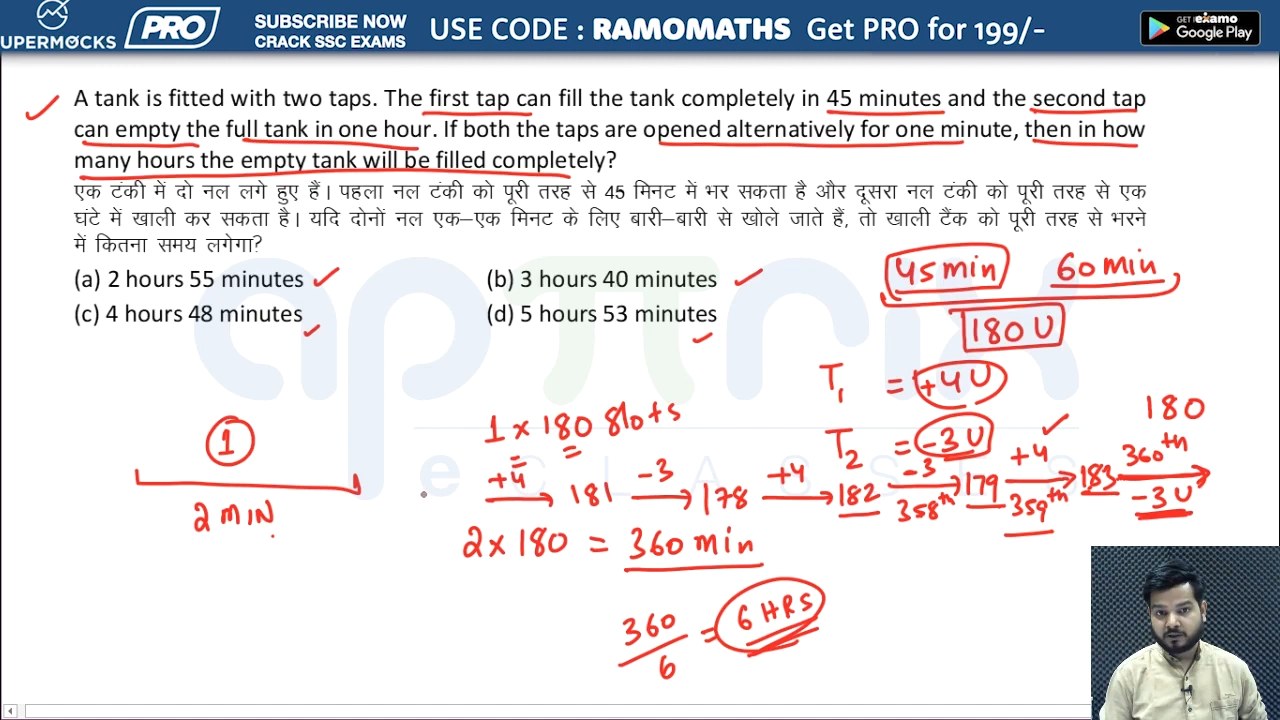 UPERMOCKS PRO SUBSCRIBE NOW
CRACK SSC EXAMS
USE CODE : RAMOMATHS Get PRO for 199/-
GET IT ON examo
Google Play
A tank is fitted with two taps. The first tap can fill the tank completely in 45 minutes and the second tap
can empty the full tank in one hour. If both the taps are opened alternatively for one minute, then in how
many hours the empty tank will be filled completely?
एक टंकी में दो नल लगे हुए हैं। पहला नल टंकी को पूरी तरह से 45 मिनट में भर सकता है और दूसरा नल टंकी को पूरी तरह से एक
घंटे में खाली कर सकता है। यदि दोनों नल एक–एक मिनट के लिए बारी–बारी से खोले जाते हैं, तो खाली टैंक को पूरी तरह से भरने
में कितना समय लगेगा?
(a) 2 hours 55 minutes (b) 3 hours 40 minutes
(c) 4 hours 48 minutes (d) 5 hours 53 minutes
45 min 60 min
180 U
T1 = +4U
T2 = -3U
1
2 MIN
1 x 180 Slots
180
+4 181 -3 178 +4 182 -3 358th 179 +4 359th 183 360th -3U
2 x 180 = 360 min
360/6 = 6 HRS
e CLASSES